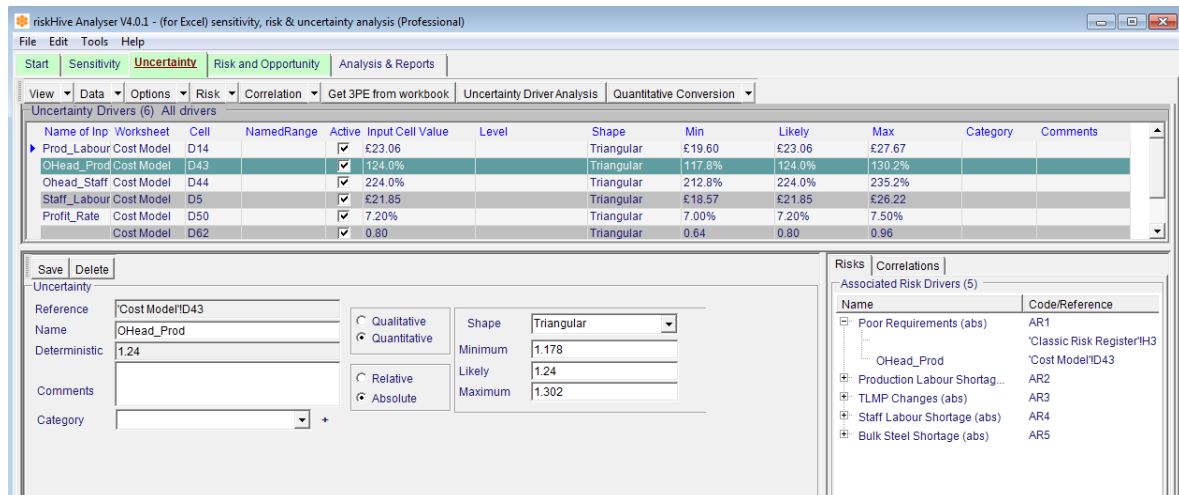 riskHive Analyser V4.0.1 - (for Excel) sensitivity, risk & uncertainty analysis (Professional)
File Edit Tools Help
Start Sensitivity Uncertainty Risk and Opportunity Analysis & Reports
View Data Options Risk Correlation Get 3PE from workbook Uncertainty Driver Analysis Quantitative Conversion
Uncertainty Drivers (6) All drivers
Name of Inp Worksheet Cell NamedRange Active Input Cell Value Level Shape Min Likely Max Category Comments
Prod_Labour Cost Model D14 £23.06 Triangular £19.60 £23.06 £27.67
OHead_Prod Cost Model D43 124.0% Triangular 117.8% 124.0% 130.2%
Ohead_Staff Cost Model D44 224.0% Triangular 212.8% 224.0% 235.2%
Staff_Labour Cost Model D5 £21.85 Triangular £18.57 £21.85 £26.22
Profit_Rate Cost Model D50 7.20% Triangular 7.00% 7.20% 7.50%
Cost Model D62 0.80 Triangular 0.64 0.80 0.96
Save Delete
Uncertainty
Reference 'Cost Model'!D43
Name OHead_Prod
Deterministic 1.24
Comments
Category +
Qualitative
Quantitative
Relative
Absolute
Shape Triangular
Minimum 1.178
Likely 1.24
Maximum 1.302
Risks Correlations
Associated Risk Drivers (5)
Name Code/Reference
Poor Requirements (abs) AR1
'Classic Risk Register'!H3
OHead_Prod 'Cost Model'!D43
Production Labour Shortag... AR2
TLMP Changes (abs) AR3
Staff Labour Shortage (abs) AR4
Bulk Steel Shortage (abs) AR5